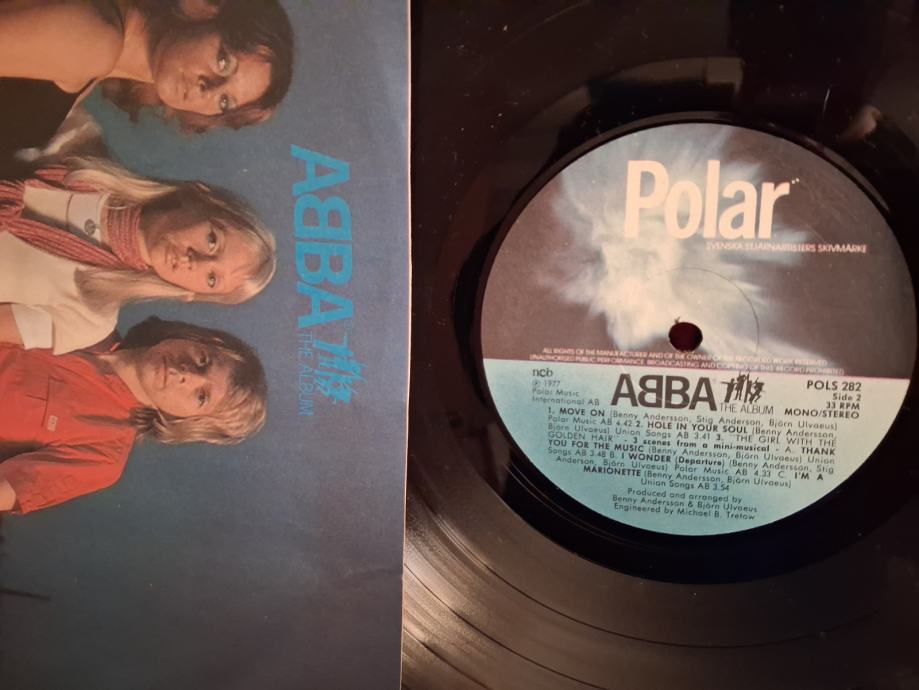 ABBA
THE ALBUM
Polar
SVENSKA STJÄRNARTISTERS SKIVMÄRKE
ALL RIGHTS OF THE MANUFACTURER AND OF THE OWNER OF THE RECORDED WORK RESERVED
UNAUTHORISED PUBLIC PERFORMANCE, BROADCASTING AND COPYING OF THIS RECORD PROHIBITED
ncb
℗ 1977
Polar Music
International AB
ABBA
THE ALBUM
POLS 282
Side 2
33 RPM
MONO/STEREO
1. MOVE ON (Benny Andersson, Stig Anderson, Björn Ulvaeus)
Polar Music AB 4.42 2. HOLE IN YOUR SOUL (Benny Andersson,
Björn Ulvaeus) Union Songs AB 3.41 3. "THE GIRL WITH THE
GOLDEN HAIR" - 3 scenes from a mini-musical - A. THANK
YOU FOR THE MUSIC (Benny Andersson, Björn Ulvaeus) Union
Songs AB 3.48 B. I WONDER (Departure) (Benny Andersson, Stig
Anderson, Björn Ulvaeus) Polar Music AB 4.33 C. I'M A
MARIONETTE (Benny Andersson, Björn Ulvaeus)
Union Songs AB 3.54
Produced and arranged by
Benny Andersson & Björn Ulvaeus
Engineered by Michael B. Tretow